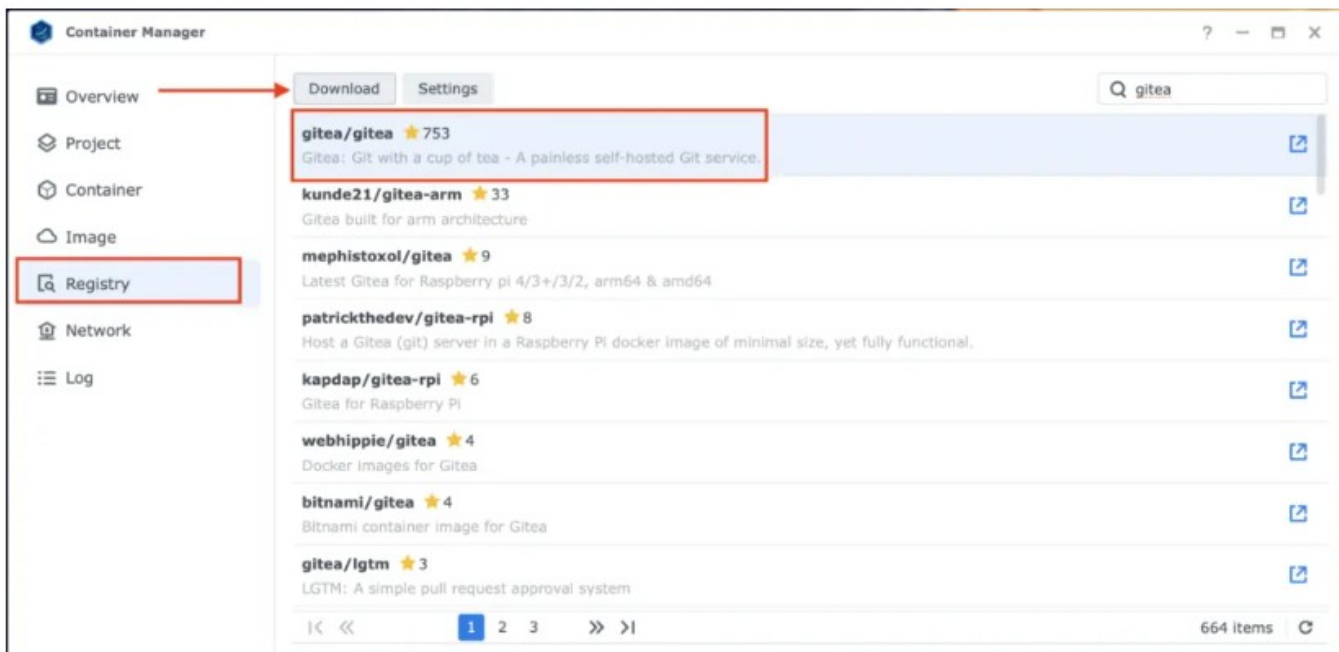 Container Manager
?
Overview
Project
Container
Image
Registry
Network
Log
Download Settings
gitea
gitea/gitea 753
Gitea: Git with a cup of tea - A painless self-hosted Git service.
kunde21/gitea-arm 33
Gitea built for arm architecture
mephistoxol/gitea 9
Latest Gitea for Raspberry pi 4/3+/3/2, arm64 & amd64
patrickthedev/gitea-rpi 8
Host a Gitea (git) server in a Raspberry Pi docker image of minimal size, yet fully functional.
kapdap/gitea-rpi 6
Gitea for Raspberry Pi
webhippie/gitea 4
Docker images for Gitea
bitnami/gitea 4
Bitnami container image for Gitea
gitea/lgtm 3
LGTM: A simple pull request approval system
1 2 3
664 items